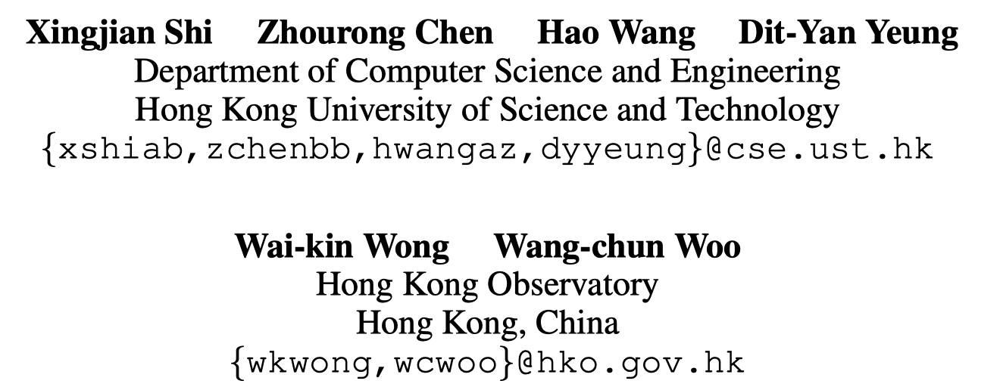 Xingjian Shi Zhourong Chen Hao Wang Dit-Yan Yeung
Department of Computer Science and Engineering
Hong Kong University of Science and Technology
{xshiab,zchenbb,hwangaz,dyyeung}@cse.ust.hk
Wai-kin Wong Wang-chun Woo
Hong Kong Observatory
Hong Kong, China
{wkwong,wcwoo}@hko.gov.hk